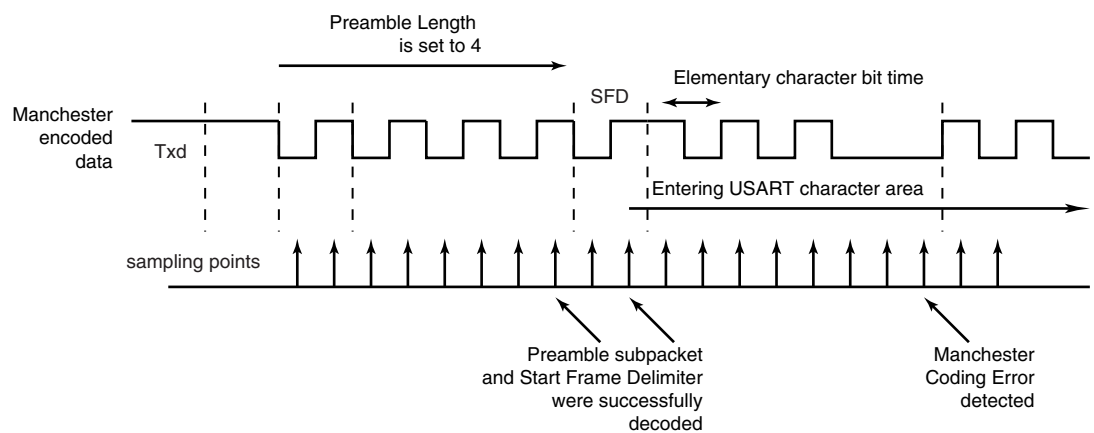 Preamble Length
is set to 4
Elementary character bit time
SFD
Manchester
encoded
data
Txd
Entering USART character area
sampling points
Preamble subpacket
and Start Frame Delimiter
were successfully
decoded
Manchester
Coding Error
detected